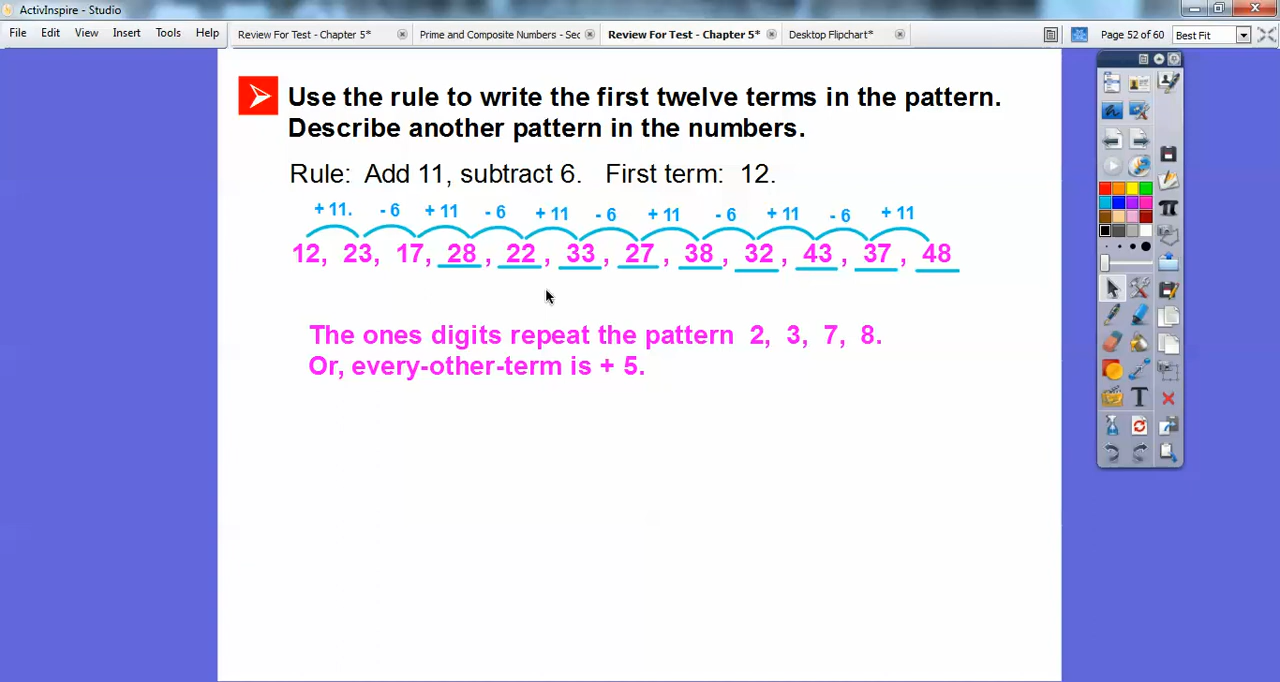 ActivInspire - Studio
File Edit View Insert Tools Help
Review For Test - Chapter 5* Prime and Composite Numbers - Sec Review For Test - Chapter 5* Desktop Flipchart* Page 52 of 60 Best Fit
Use the rule to write the first twelve terms in the pattern.
Describe another pattern in the numbers.
Rule: Add 11, subtract 6. First term: 12.
+ 11. - 6 + 11 - 6 + 11 - 6 + 11 - 6 + 11 - 6 + 11
12, 23, 17, 28, 22, 33, 27, 38, 32, 43, 37, 48
The ones digits repeat the pattern 2, 3, 7, 8.
Or, every-other-term is + 5.